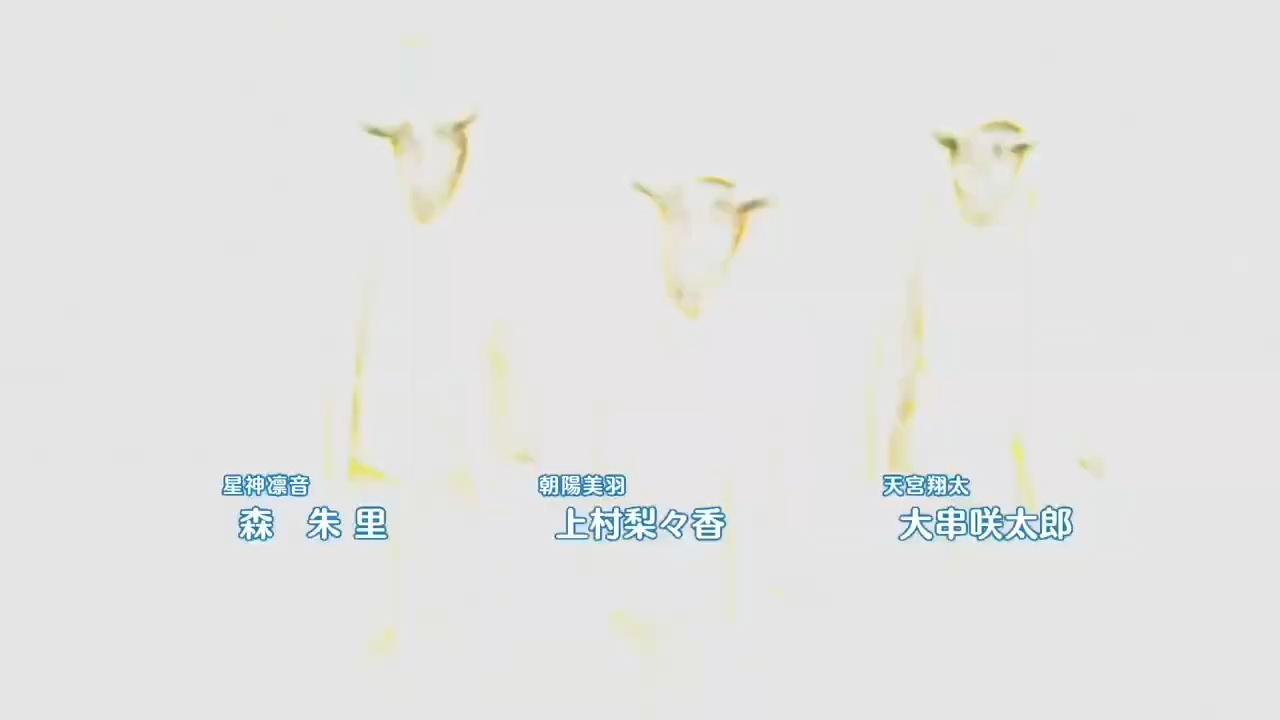 星神凛音
森 朱里
朝陽美羽
上村梨々香
天宮翔太
大串咲太郎